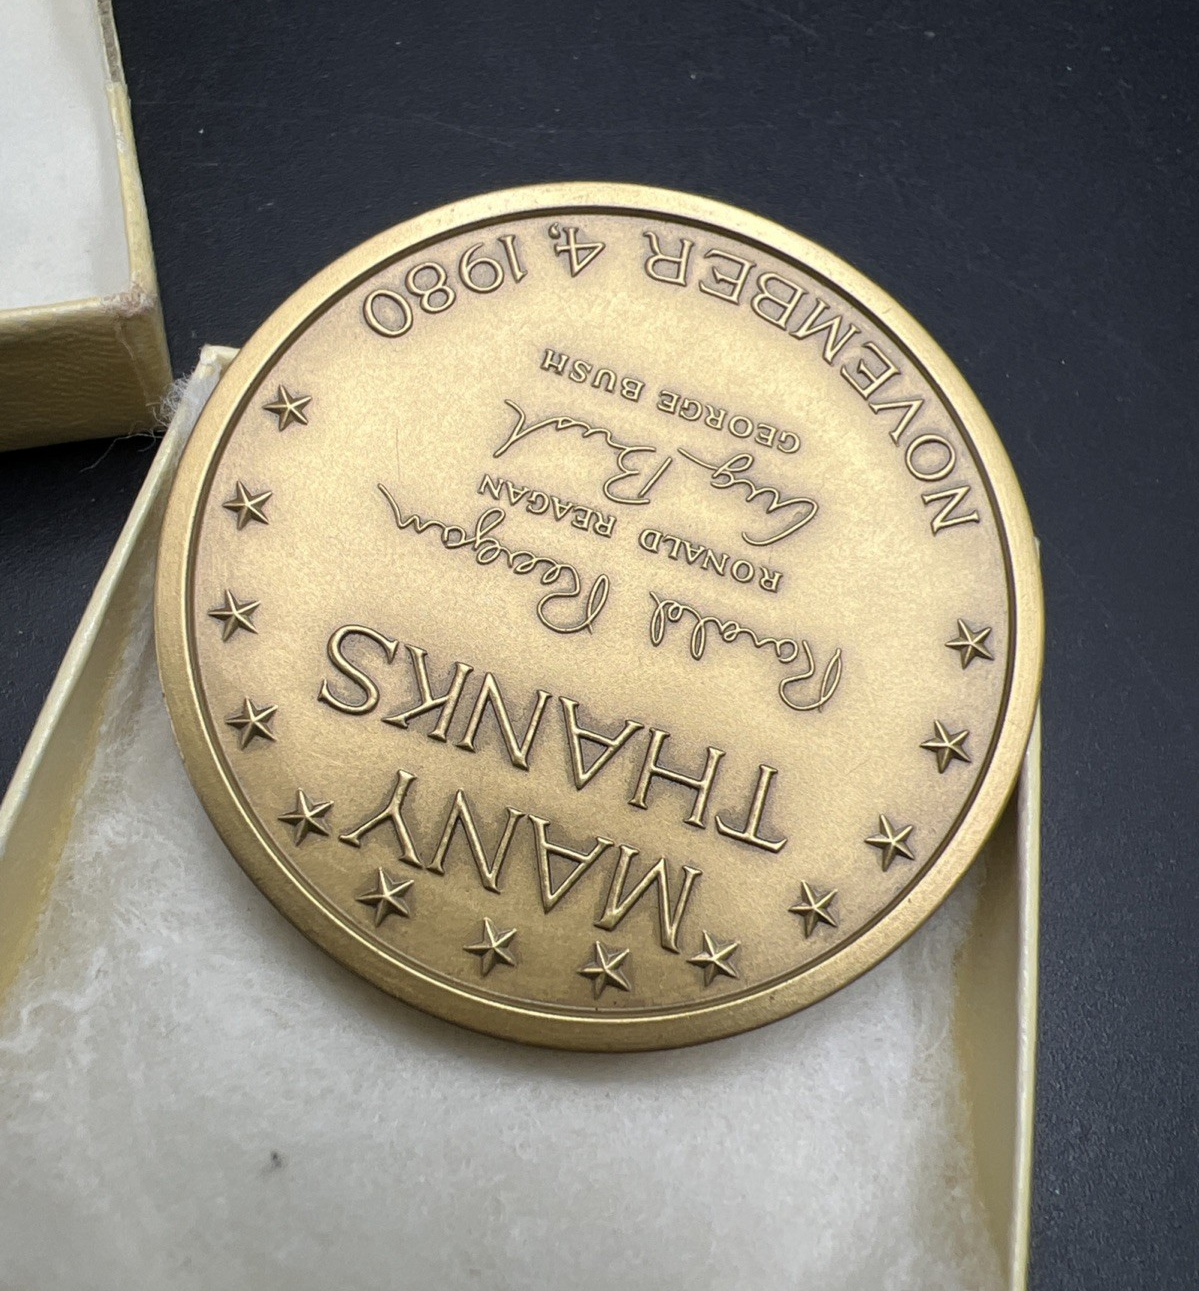 MANY
THANKS
Ronald Reagan
RONALD REAGAN
George Bush
GEORGE BUSH
NOVEMBER 4, 1980